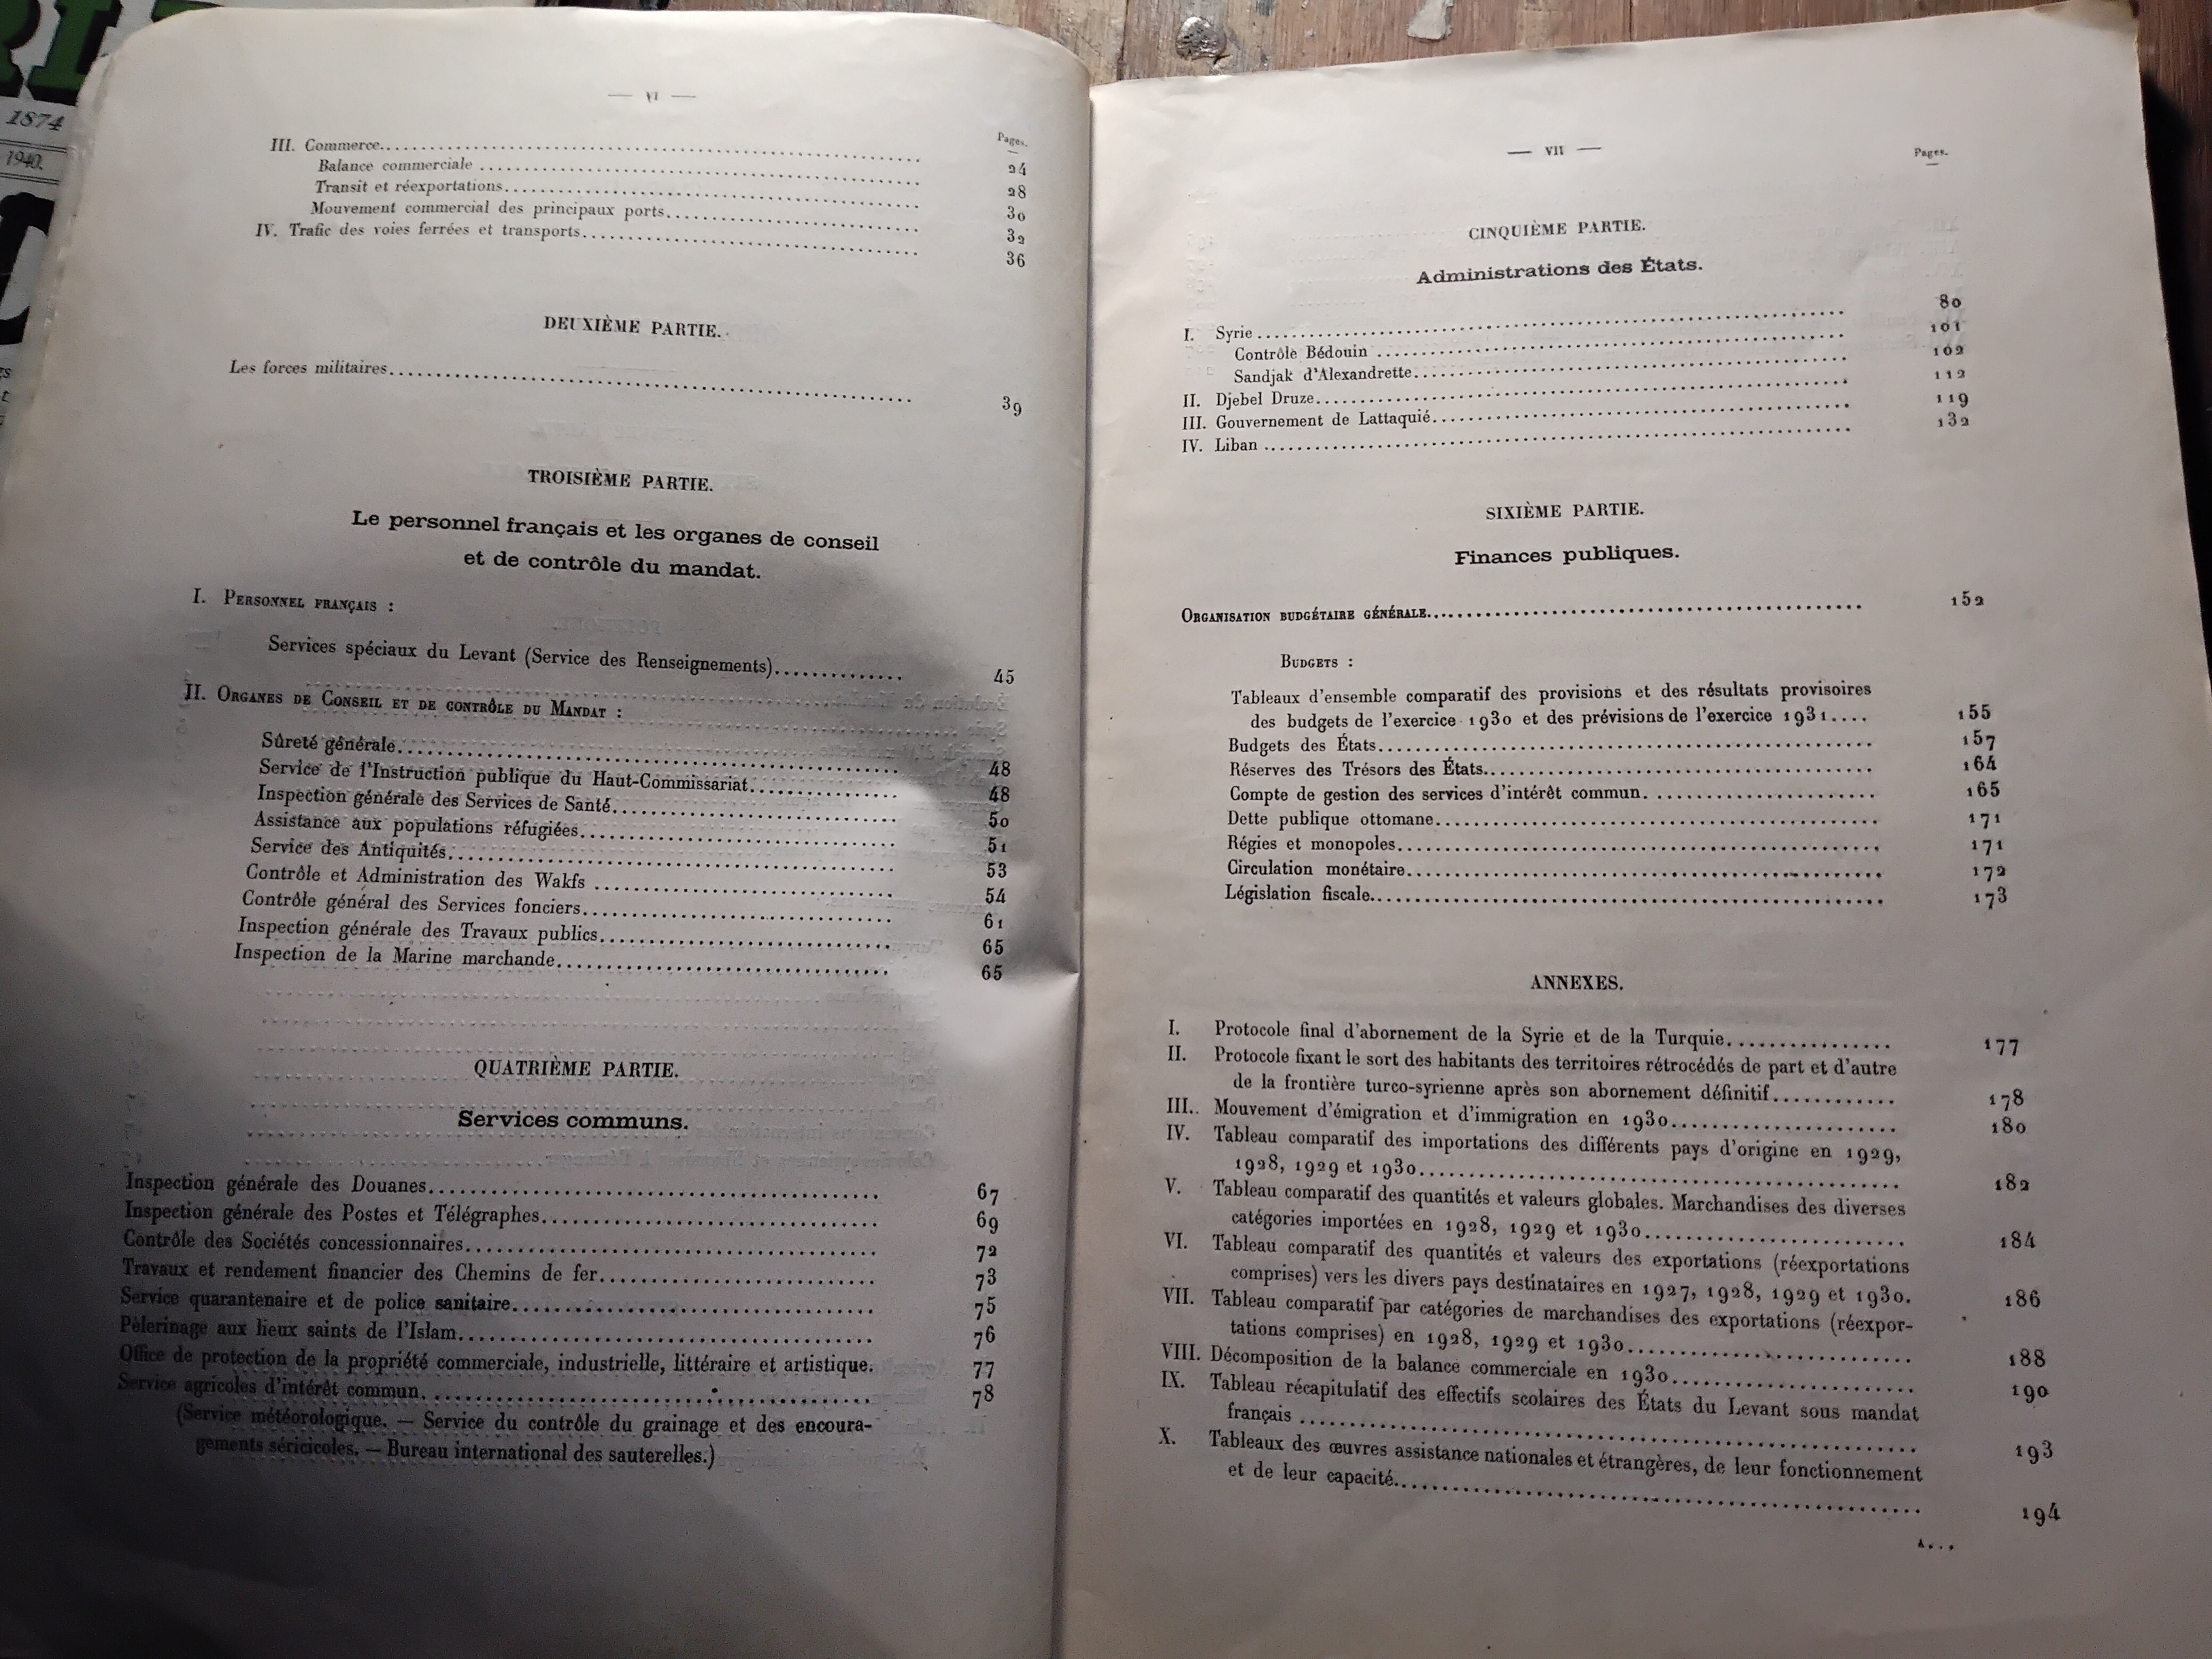 1874
1940.
— VI —
Pages.
III. Commerce........ 24
Balance commerciale ........ 28
Transit et réexportations........ 30
Mouvement commercial des principaux ports........ 32
IV. Trafic des voies ferrées et transports........ 36
DEUXIÈME PARTIE.
Les forces militaires........ 39
TROISIÈME PARTIE.
Le personnel français et les organes de conseil
et de contrôle du mandat.
I. Personnel français :
Services spéciaux du Levant (Service des Renseignements)........ 45
II. Organes de Conseil et de contrôle du Mandat :
Sûreté générale........ 48
Service de l'Instruction publique du Haut-Commissariat........ 48
Inspection générale des Services de Santé........ 50
Assistance aux populations réfugiées........ 51
Service des Antiquités........ 53
Contrôle et Administration des Wakfs ........ 54
Contrôle général des Services fonciers........ 61
Inspection générale des Travaux publics........ 65
Inspection de la Marine marchande........ 65
QUATRIÈME PARTIE.
Services communs.
Inspection générale des Douanes........ 67
Inspection générale des Postes et Télégraphes........ 69
Contrôle des Sociétés concessionnaires........ 72
Travaux et rendement financier des Chemins de fer........ 73
Service quarantenaire et de police sanitaire........ 75
Pèlerinage aux lieux saints de l'Islam........ 76
Office de protection de la propriété commerciale, industrielle, littéraire et artistique. 77
Service agricoles d'intérêt commun........ 78
(Service météorologique. — Service du contrôle du grainage et des encoura-
gements séricicoles. — Bureau international des sauterelles.)
— VII —
Pages.
CINQUIÈME PARTIE.
Administrations des États.
I. Syrie ........ 80
Contrôle Bédouin ........ 101
Sandjak d'Alexandrette........ 102
II. Djebel Druze........ 112
III. Gouvernement de Lattaquié........ 119
IV. Liban ........ 132
SIXIÈME PARTIE.
Finances publiques.
Organisation budgétaire générale........ 152
Budgets :
Tableaux d'ensemble comparatif des provisions et des résultats provisoires
des budgets de l'exercice 1930 et des prévisions de l'exercice 1931.... 155
Budgets des États........ 157
Réserves des Trésors des États........ 164
Compte de gestion des services d'intérêt commun. ........ 165
Dette publique ottomane........ 171
Régies et monopoles........ 171
Circulation monétaire........ 172
Législation fiscale........ 173
ANNEXES.
I. Protocole final d'abornement de la Syrie et de la Turquie........ 177
II. Protocole fixant le sort des habitants des territoires rétrocédés de part et d'autre
de la frontière turco-syrienne après son abornement définitif........ 178
III. Mouvement d'émigration et d'immigration en 1930........ 180
IV. Tableau comparatif des importations des différents pays d'origine en 1929,
1928, 1929 et 1930........ 182
V. Tableau comparatif des quantités et valeurs globales. Marchandises des diverses
catégories importées en 1928, 1929 et 1930........ 184
VI. Tableau comparatif des quantités et valeurs des exportations (réexportations
comprises) vers les divers pays destinataires en 1927, 1928, 1929 et 1930. 186
VII. Tableau comparatif par catégories de marchandises des exportations (réexpor-
tations comprises) en 1928, 1929 et 1930........ 188
VIII. Décomposition de la balance commerciale en 1930........ 190
IX. Tableau récapitulatif des effectifs scolaires des États du Levant sous mandat
français ........ 193
X. Tableaux des œuvres assistance nationales et étrangères, de leur fonctionnement
et de leur capacité........ 194
A...